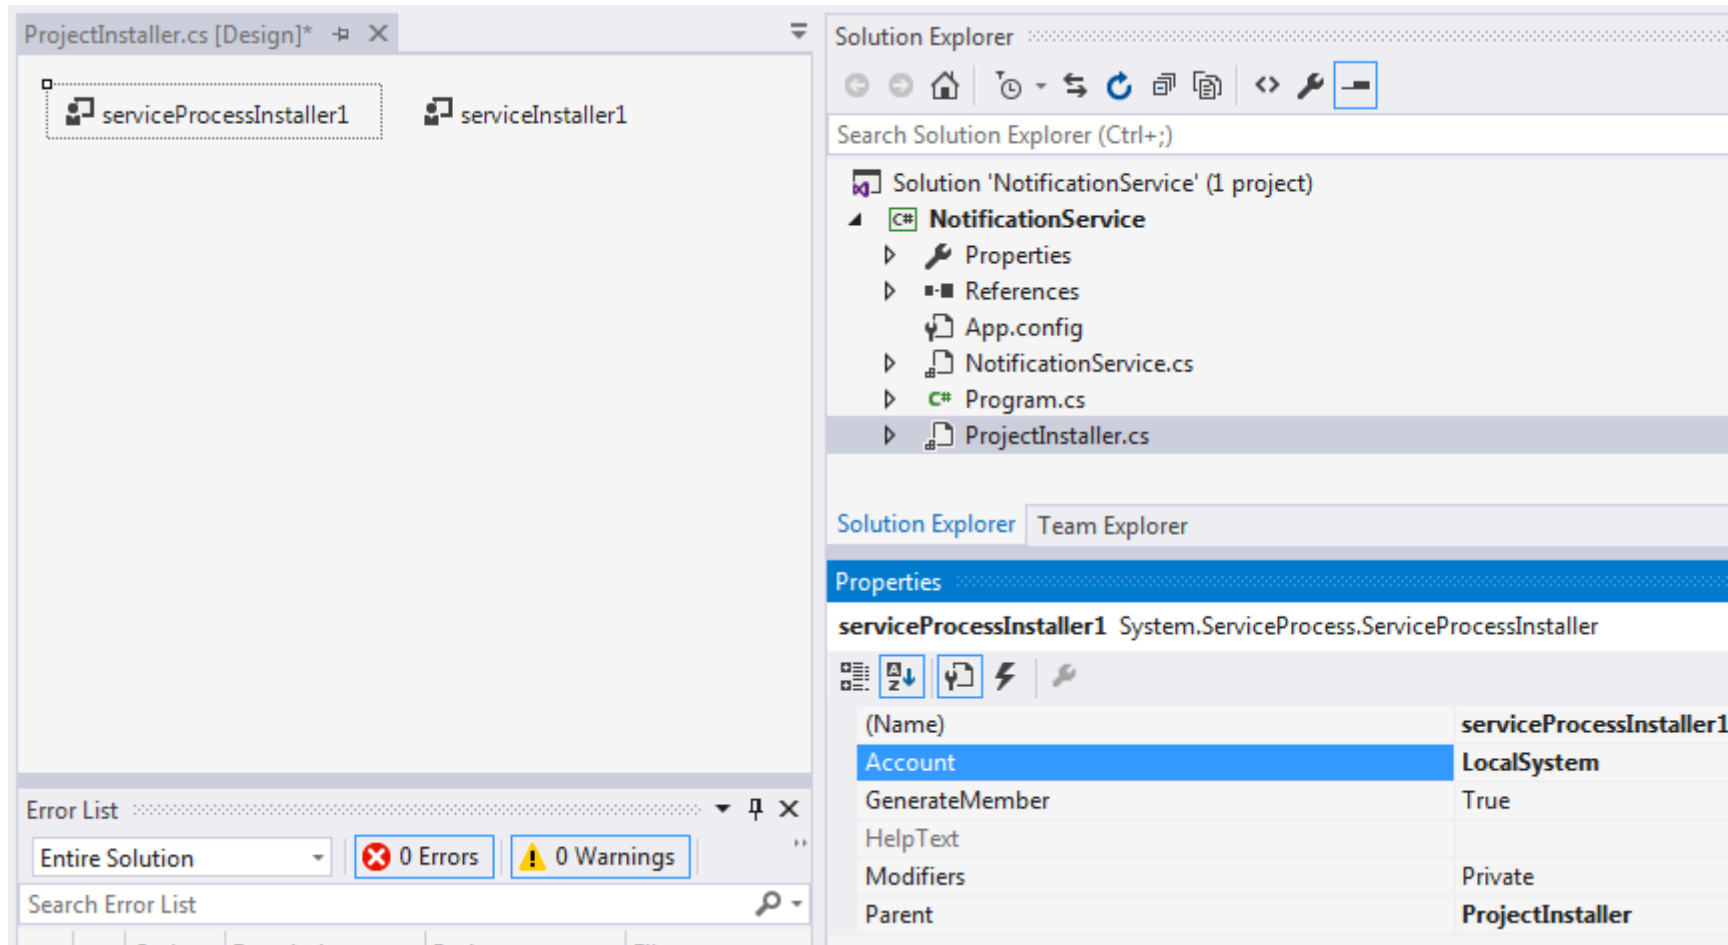 ProjectInstaller.cs [Design]*
serviceProcessInstaller1
serviceInstaller1
Error List
Entire Solution
0 Errors
0 Warnings
Search Error List
Solution Explorer
Search Solution Explorer (Ctrl+;)
Solution 'NotificationService' (1 project)
C# NotificationService
Properties
References
App.config
NotificationService.cs
C# Program.cs
ProjectInstaller.cs
Solution Explorer
Team Explorer
Properties
serviceProcessInstaller1 System.ServiceProcess.ServiceProcessInstaller
(Name) serviceProcessInstaller1
Account LocalSystem
GenerateMember True
HelpText
Modifiers Private
Parent ProjectInstaller